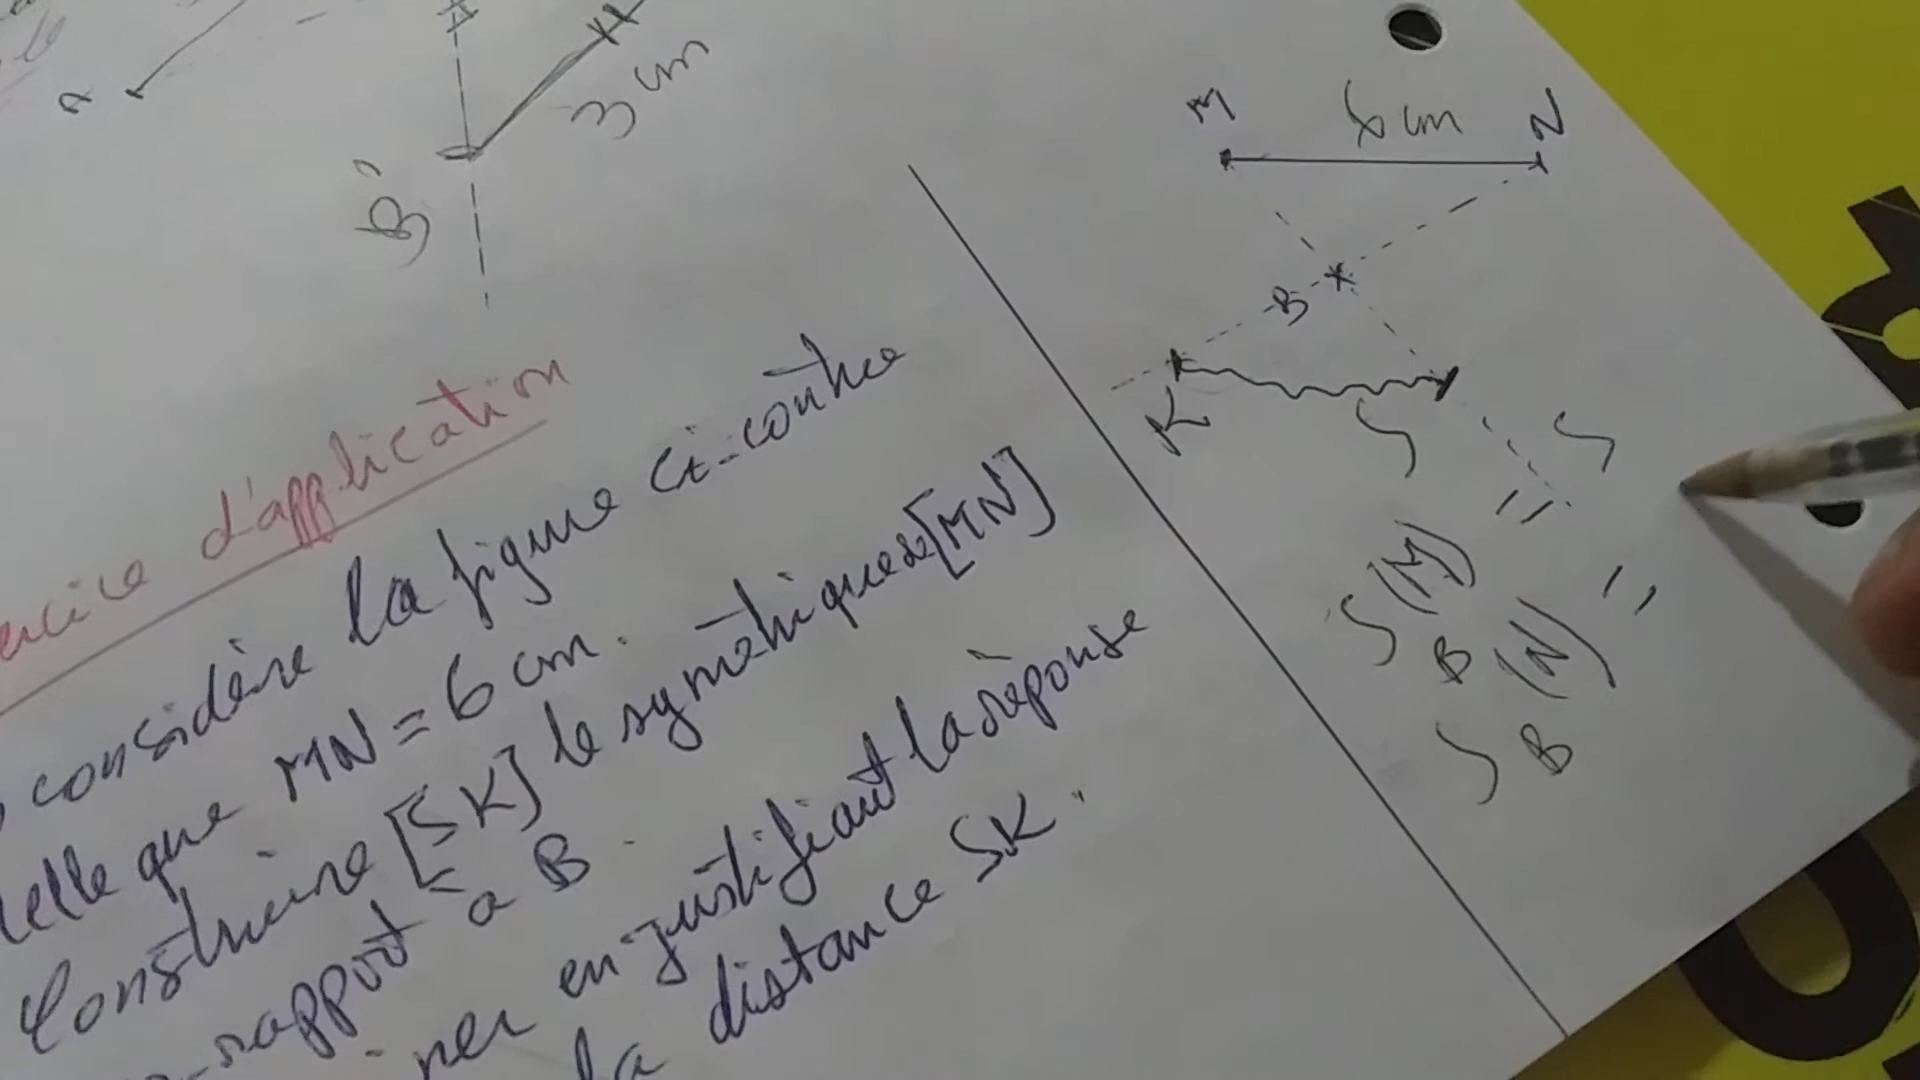 A
3 cm
B'
d'application
considère la figure ci-contre
telle que MN = 6 cm.
Construire [SK] le symétrique de [MN]
rapport à B.
en justifiant la réponse
la distance SK.
M 6 cm N
B
K S
S(M) = S
B
S(N) =
B